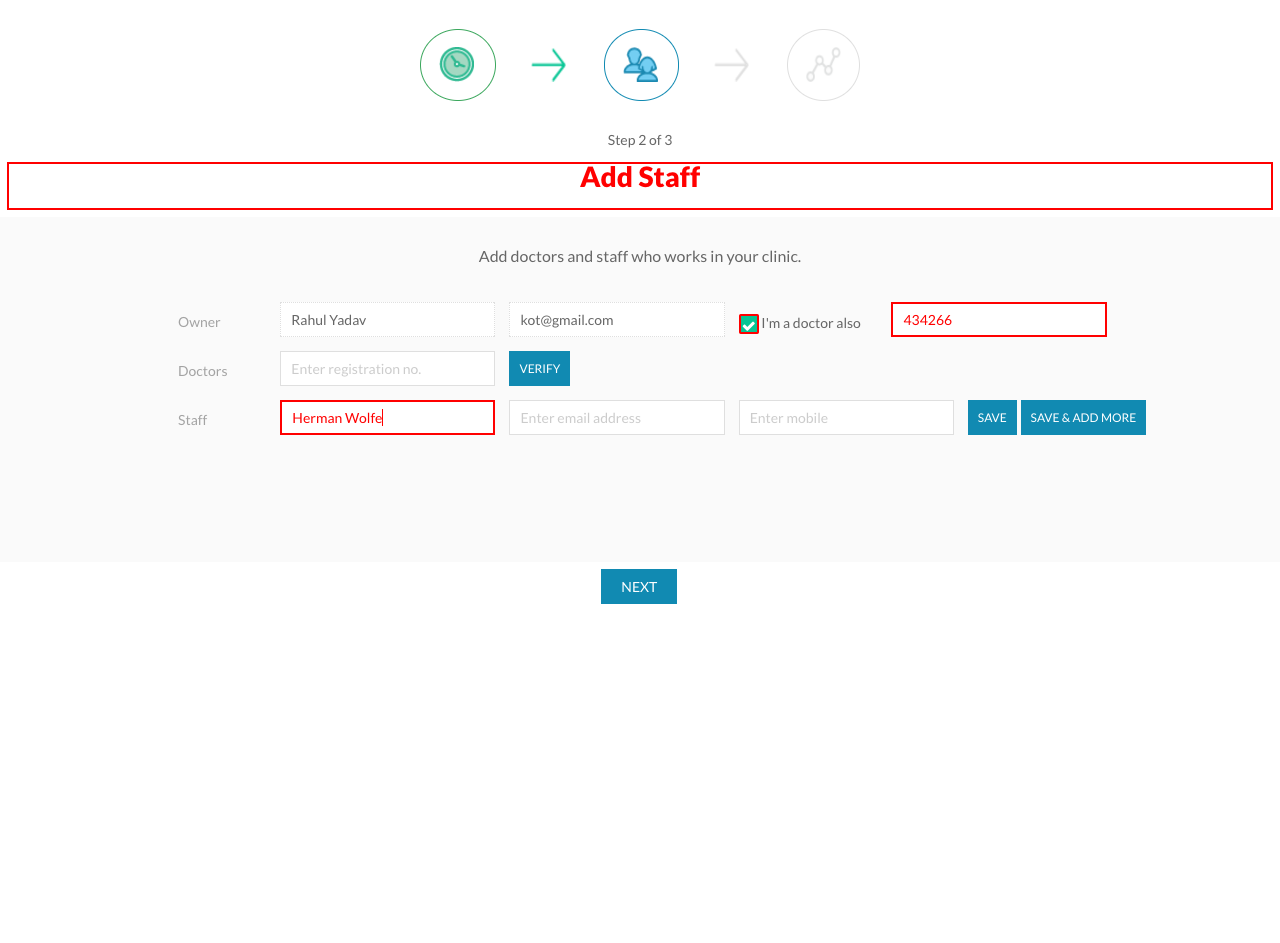 Step 2 of 3
Add Staff
Add doctors and staff who works in your clinic.
Owner Rahul Yadav kot@gmail.com I'm a doctor also 434266
Doctors Enter registration no. VERIFY
Staff Herman Wolfe Enter email address Enter mobile SAVE SAVE & ADD MORE
NEXT